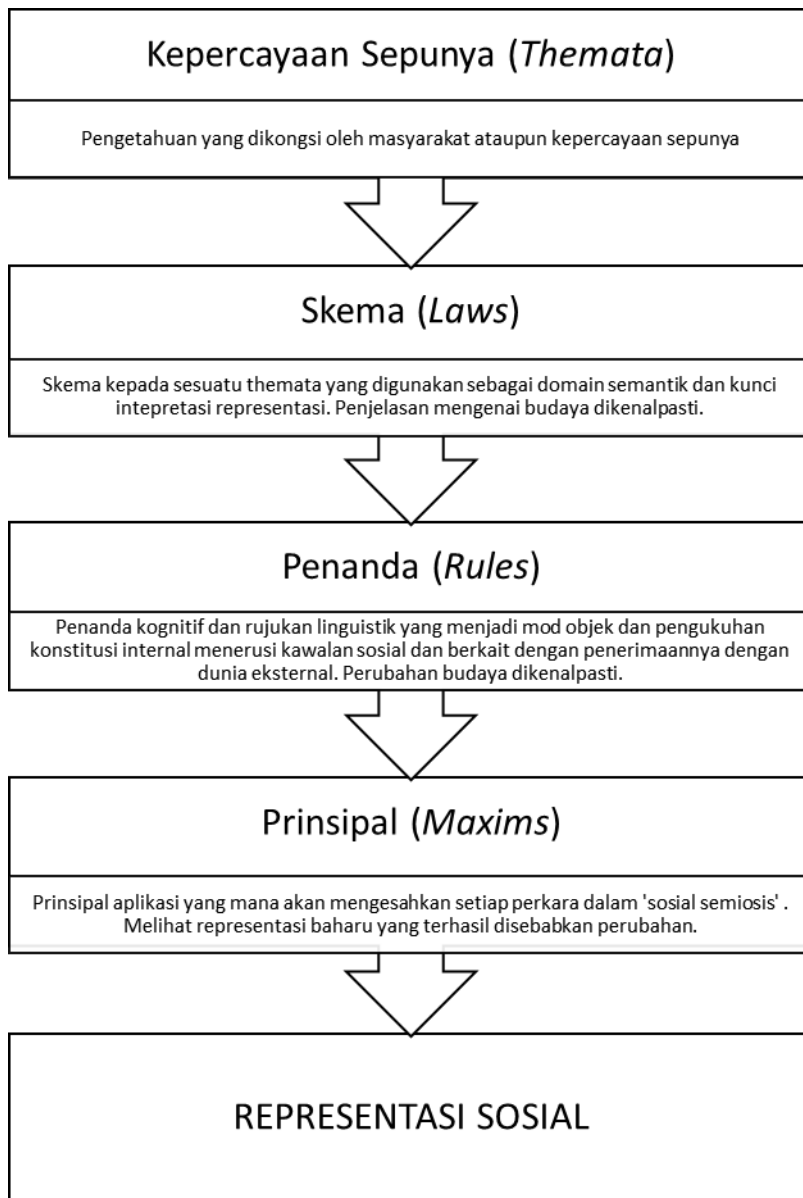 Kepercayaan Sepunya (Themata)
Pengetahuan yang dikongsi oleh masyarakat ataupun kepercayaan sepunya
Skema (Laws)
Skema kepada sesuatu themata yang digunakan sebagai domain semantik dan kunci
intepretasi representasi. Penjelasan mengenai budaya dikenalpasti.
Penanda (Rules)
Penanda kognitif dan rujukan linguistik yang menjadi mod objek dan pengukuhan
konstitusi internal menerusi kawalan sosial dan berkait dengan penerimaannya dengan
dunia eksternal. Perubahan budaya dikenalpasti.
Prinsipal (Maxims)
Prinsipal aplikasi yang mana akan mengesahkan setiap perkara dalam 'sosial semiosis' .
Melihat representasi baharu yang terhasil disebabkan perubahan.
REPRESENTASI SOSIAL